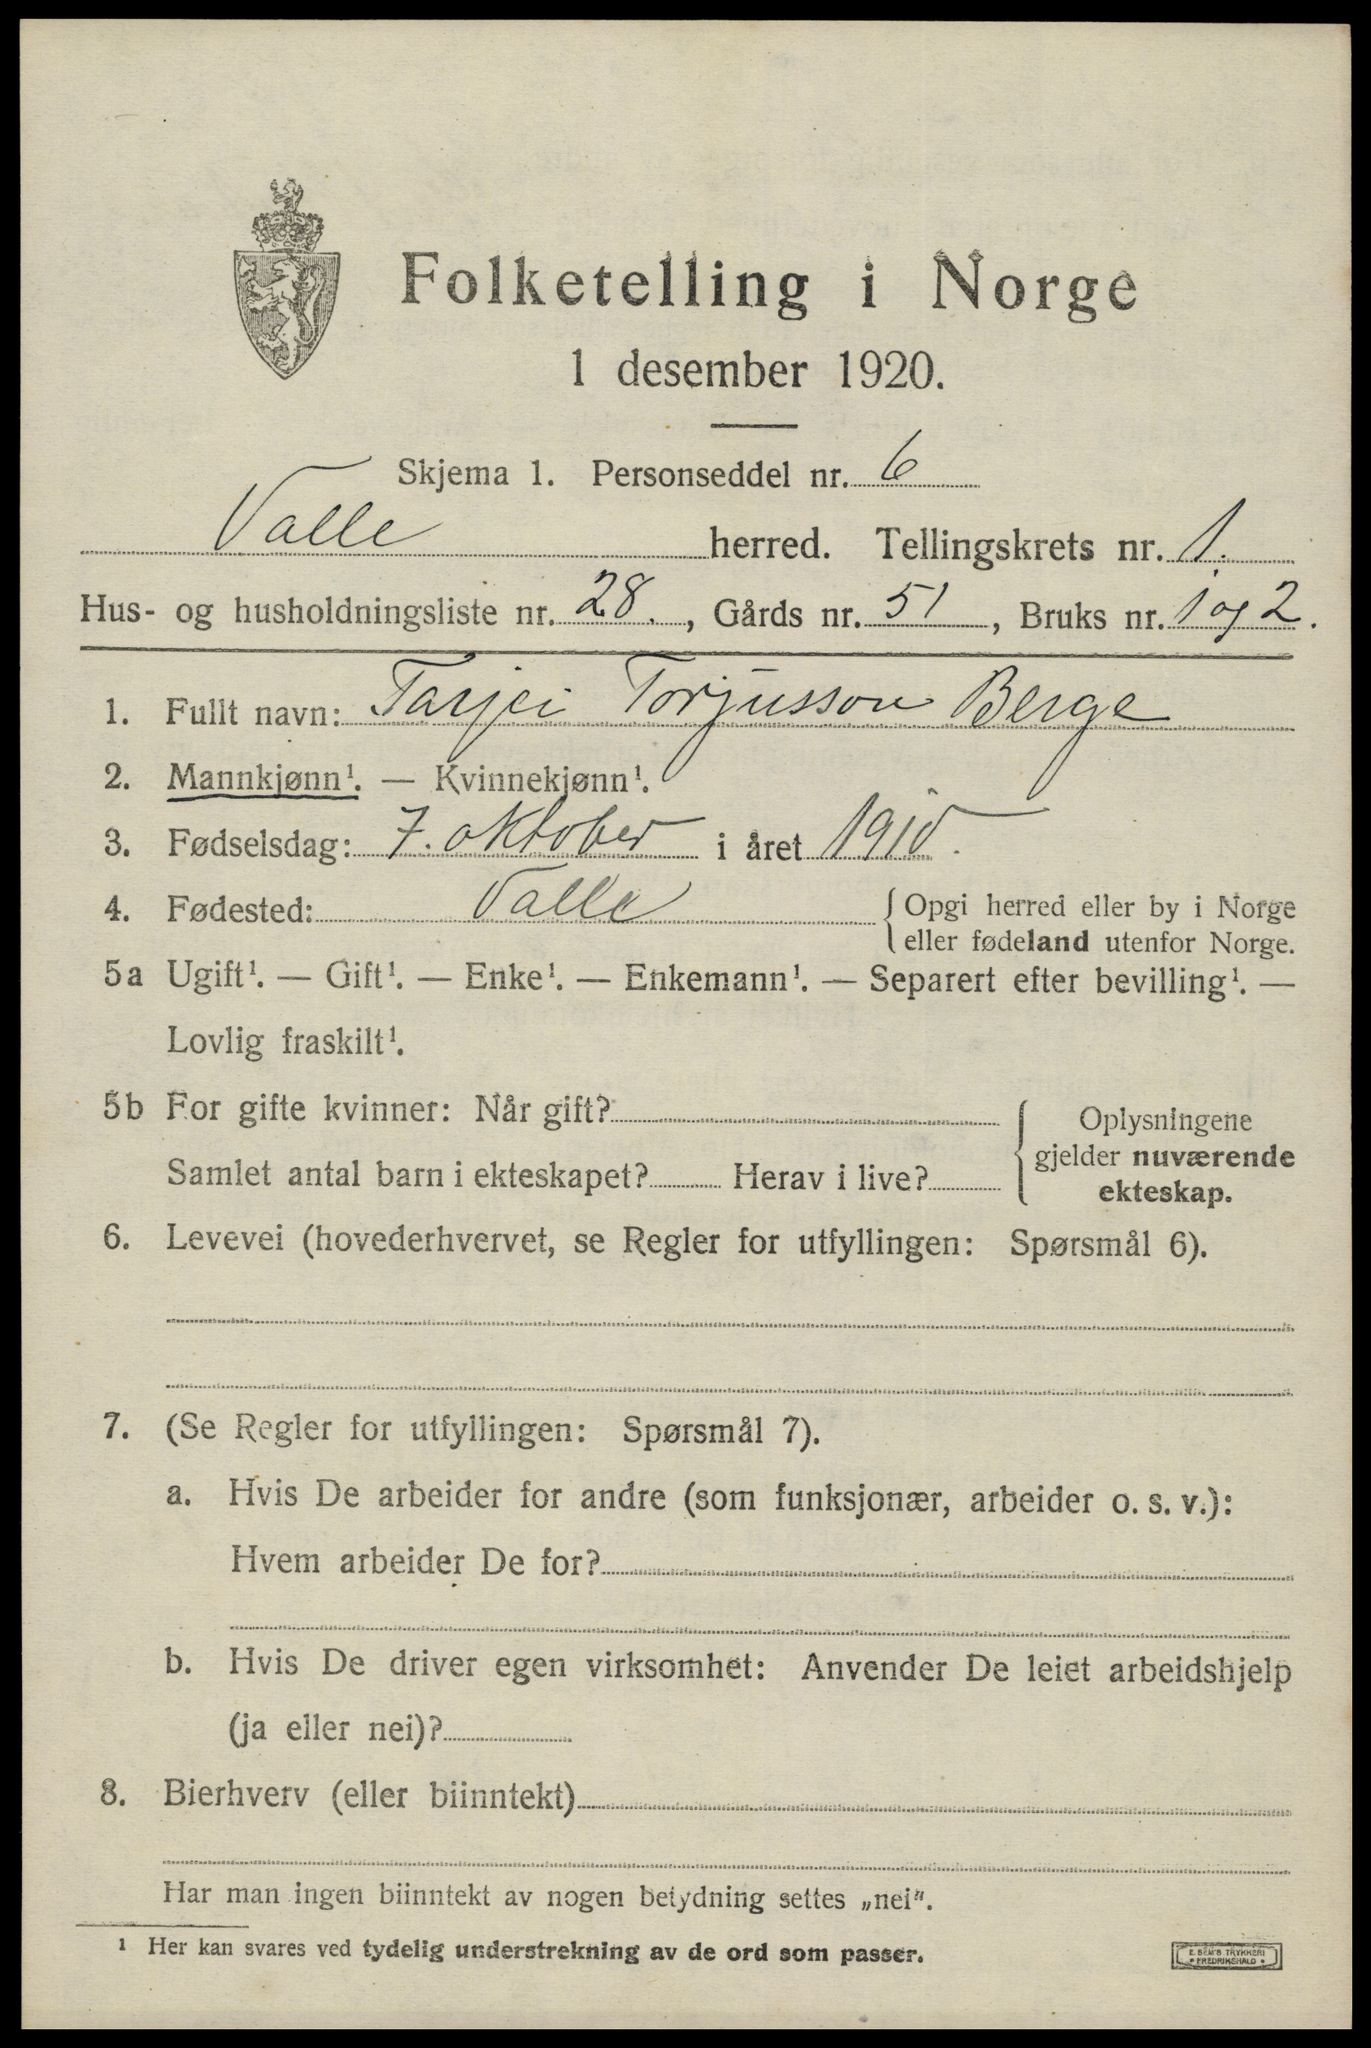 Folketelling i Norge
1 desember 1920.
Skjema 1. Personseddel nr. 6
Valle herred. Tellingskrets nr. 1.
Hus- og husholdningsliste nr. 28., Gårds nr. 51, Bruks nr. 1 og 2.
1. Fullt navn: Tarjei Torjusson Berge
2. Mannkjønn¹. — Kvinnekjønn¹.
3. Fødselsdag: 7. oktober i året 1910.
4. Fødested: Valle { Opgi herred eller by i Norge
eller fødeland utenfor Norge.
5a Ugift¹. — Gift¹. — Enke¹. — Enkemann¹. — Separert efter bevilling¹. —
Lovlig fraskilt¹.
5b For gifte kvinner: Når gift?
Samlet antal barn i ekteskapet? Herav i live?
{ Oplysningene
gjelder nuværende
ekteskap.
6. Levevei (hovederhvervet, se Regler for utfyllingen: Spørsmål 6).
7. (Se Regler for utfyllingen: Spørsmål 7).
a. Hvis De arbeider for andre (som funksjonær, arbeider o. s. v.):
Hvem arbeider De for?
b. Hvis De driver egen virksomhet: Anvender De leiet arbeidshjelp
(ja eller nei)?
8. Bierhverv (eller biinntekt)
Har man ingen biinntekt av nogen betydning settes „nei".
¹ Her kan svares ved tydelig understrekning av de ord som passer.
E. SEM'S TRYKKERI
• FREDRIKSHALD •